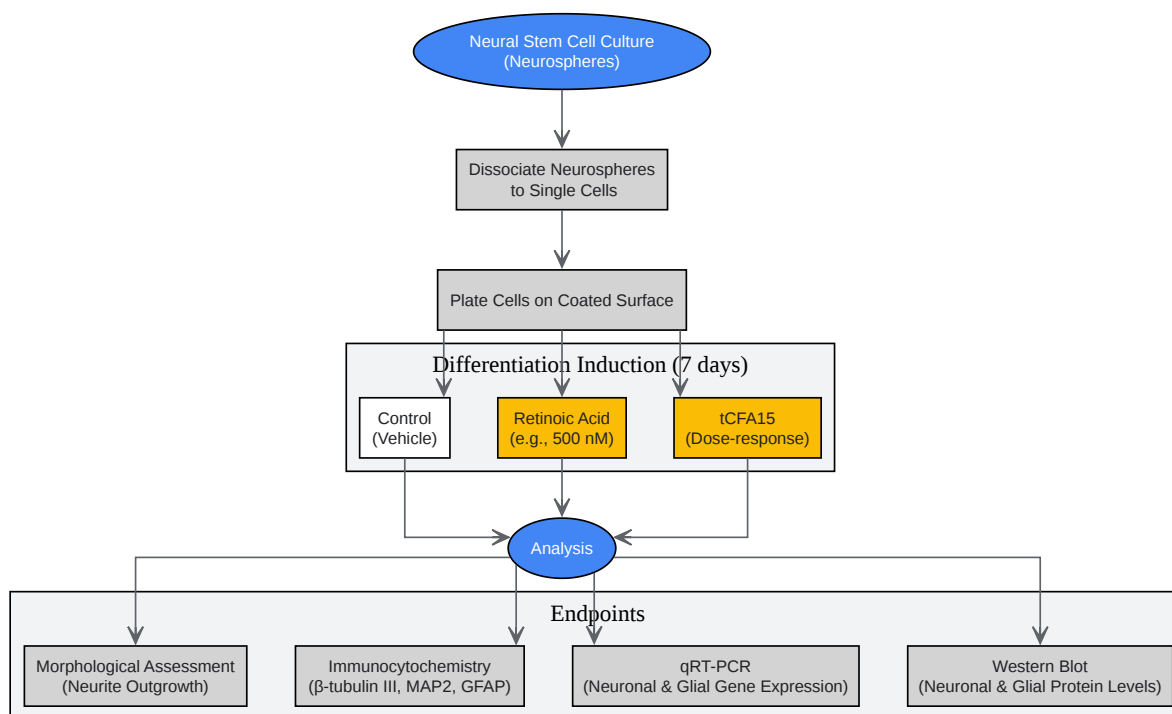 Neural Stem Cell Culture
(Neurospheres)
Dissociate Neurospheres
to Single Cells
Plate Cells on Coated Surface
Differentiation Induction (7 days)
Control
(Vehicle)
Retinoic Acid
(e.g., 500 nM)
tCFA15
(Dose-response)
Analysis
Endpoints
Morphological Assessment
(Neurite Outgrowth)
Immunocytochemistry
(β-tubulin III, MAP2, GFAP)
qRT-PCR
(Neuronal & Glial Gene Expression)
Western Blot
(Neuronal & Glial Protein Levels)